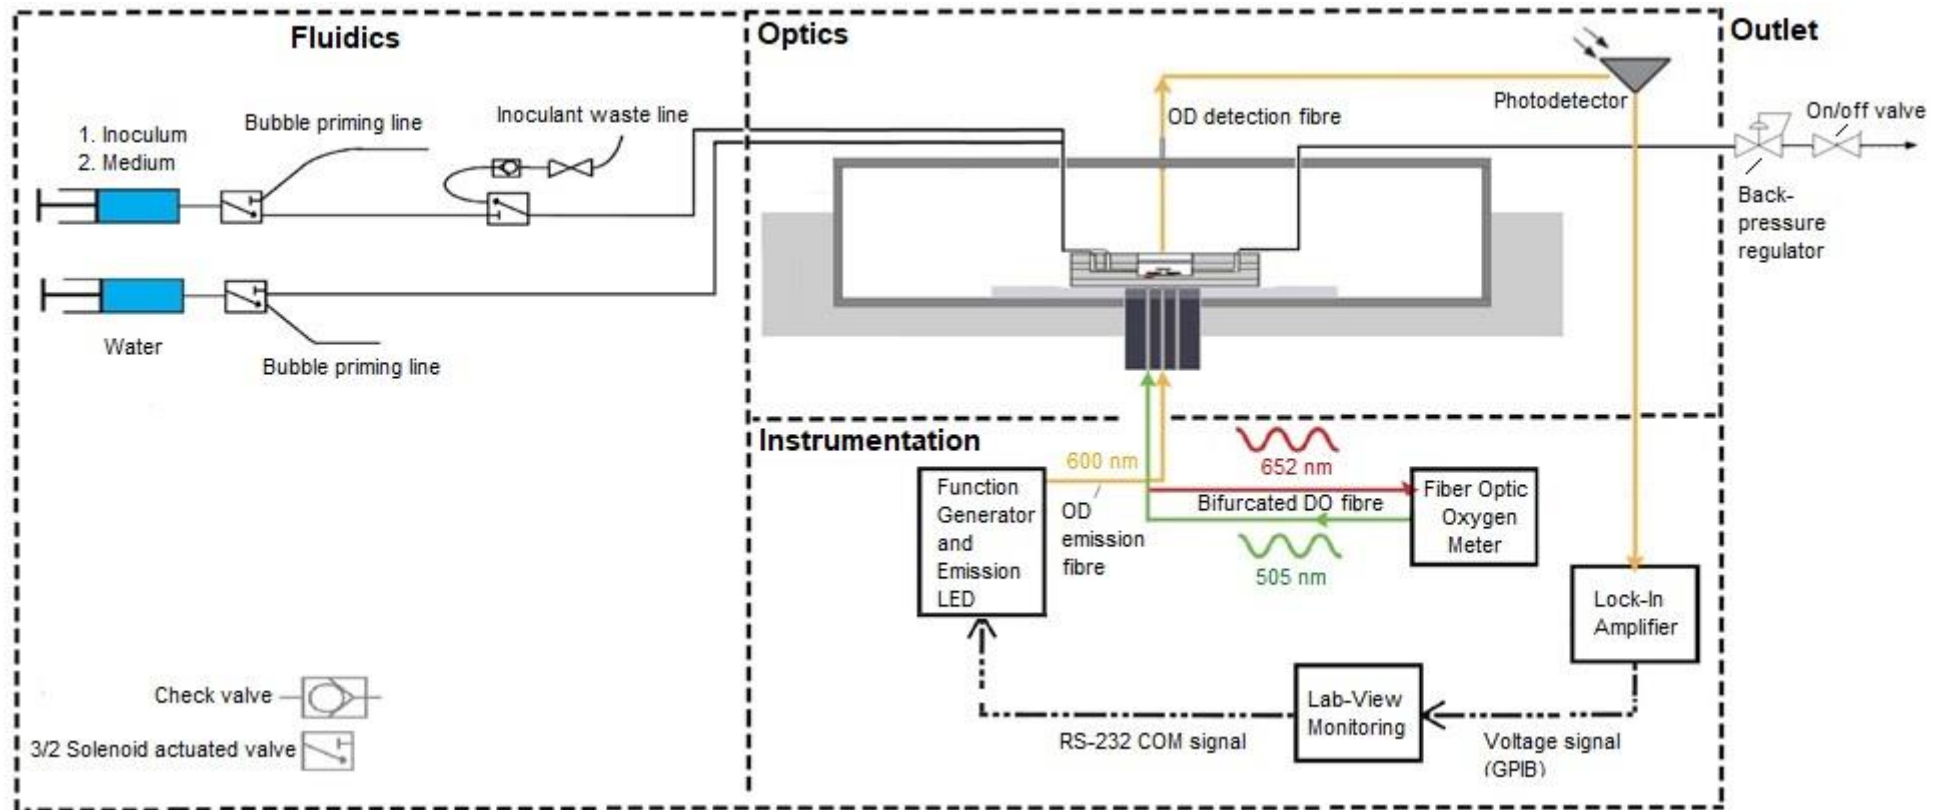 Fluidics
Optics
Outlet
1. Inoculum
2. Medium
Bubble priming line
Inoculant waste line
Water
Bubble priming line
Check valve
3/2 Solenoid actuated valve
OD detection fibre
Photodetector
On/off valve
Back-
pressure
regulator
Instrumentation
600 nm
652 nm
Bifurcated DO fibre
505 nm
OD
emission
fibre
Function
Generator
and
Emission
LED
Fiber Optic
Oxygen
Meter
Lock-In
Amplifier
Lab-View
Monitoring
RS-232 COM signal
Voltage signal
(GPIB)